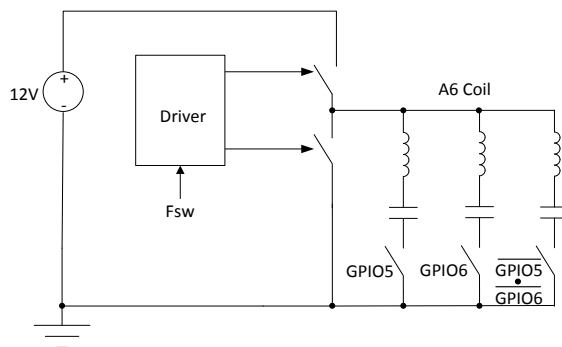 A6 Coil
+
12V
-
Driver
Fsw
GPIO5
GPIO6
GPIO5
•
GPIO6